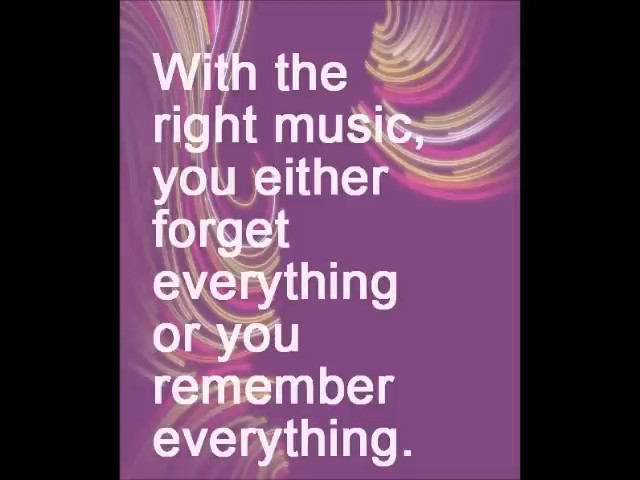 With the
right music,
you either
forget
everything
or you
remember
everything.